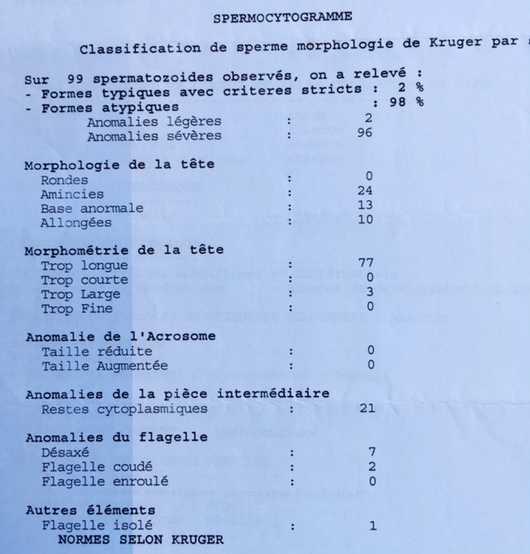 SPERMOCYTOGRAMME
Classification de sperme morphologie de Kruger par
Sur 99 spermatozoides observés, on a relevé :
- Formes typiques avec criteres stricts : 2 %
- Formes atypiques : 98 %
Anomalies légères : 2
Anomalies sévères : 96
Morphologie de la tête
Rondes : 0
Amincies : 24
Base anormale : 13
Allongées : 10
Morphométrie de la tête
Trop longue : 77
Trop courte : 0
Trop Large : 3
Trop Fine : 0
Anomalie de l'Acrosome
Taille réduite : 0
Taille Augmentée : 0
Anomalies de la pièce intermédiaire
Restes cytoplasmiques : 21
Anomalies du flagelle
Désaxé : 7
Flagelle coudé : 2
Flagelle enroulé : 0
Autres éléments
Flagelle isolé : 1
NORMES SELON KRUGER